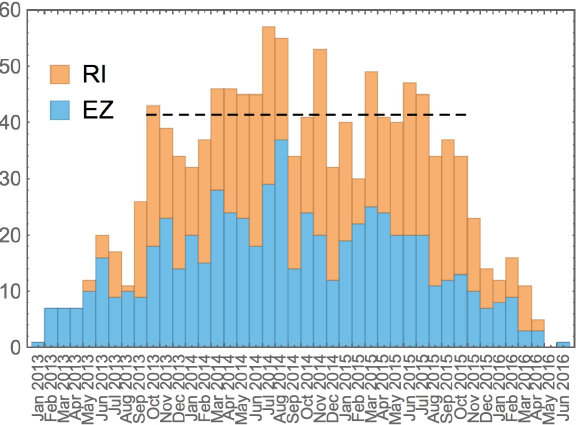 60
50
40
30
20
10
0
RI
EZ
Jan 2013
Feb 2013
Mar 2013
Apr 2013
May 2013
Jun 2013
Jul 2013
Aug 2013
Sep 2013
Oct 2013
Nov 2013
Dec 2013
Jan 2014
Feb 2014
Mar 2014
Apr 2014
May 2014
Jun 2014
Jul 2014
Aug 2014
Sep 2014
Oct 2014
Nov 2014
Dec 2014
Jan 2015
Feb 2015
Mar 2015
Apr 2015
May 2015
Jun 2015
Jul 2015
Aug 2015
Sep 2015
Oct 2015
Nov 2015
Dec 2015
Jan 2016
Feb 2016
Mar 2016
Apr 2016
May 2016
Jun 2016